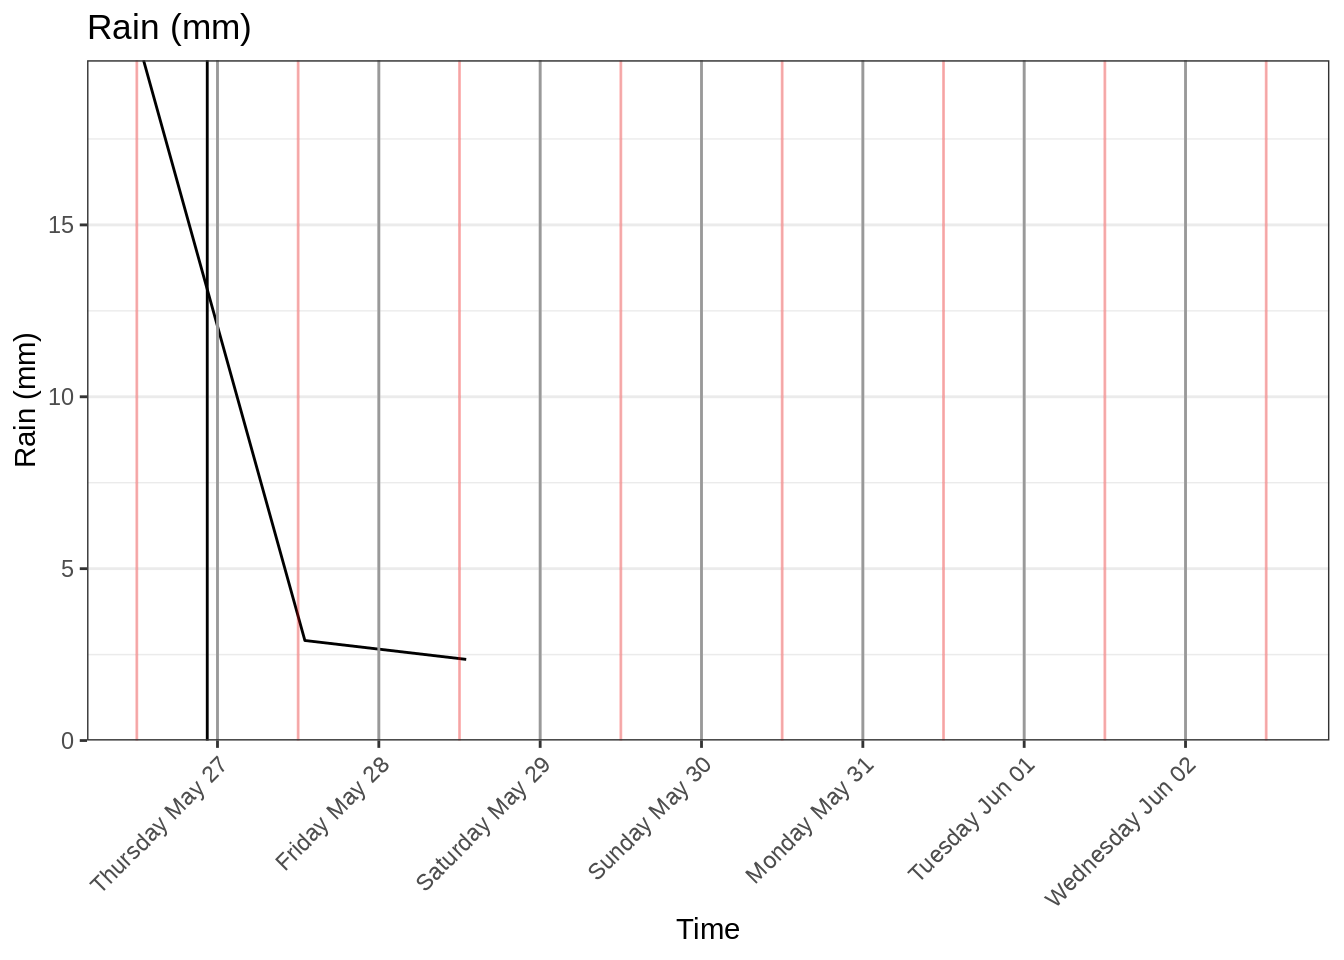 Rain (mm)
Rain (mm)
15
10
5
0
Thursday May 27
Friday May 28
Saturday May 29
Sunday May 30
Monday May 31
Tuesday Jun 01
Wednesday Jun 02
Time